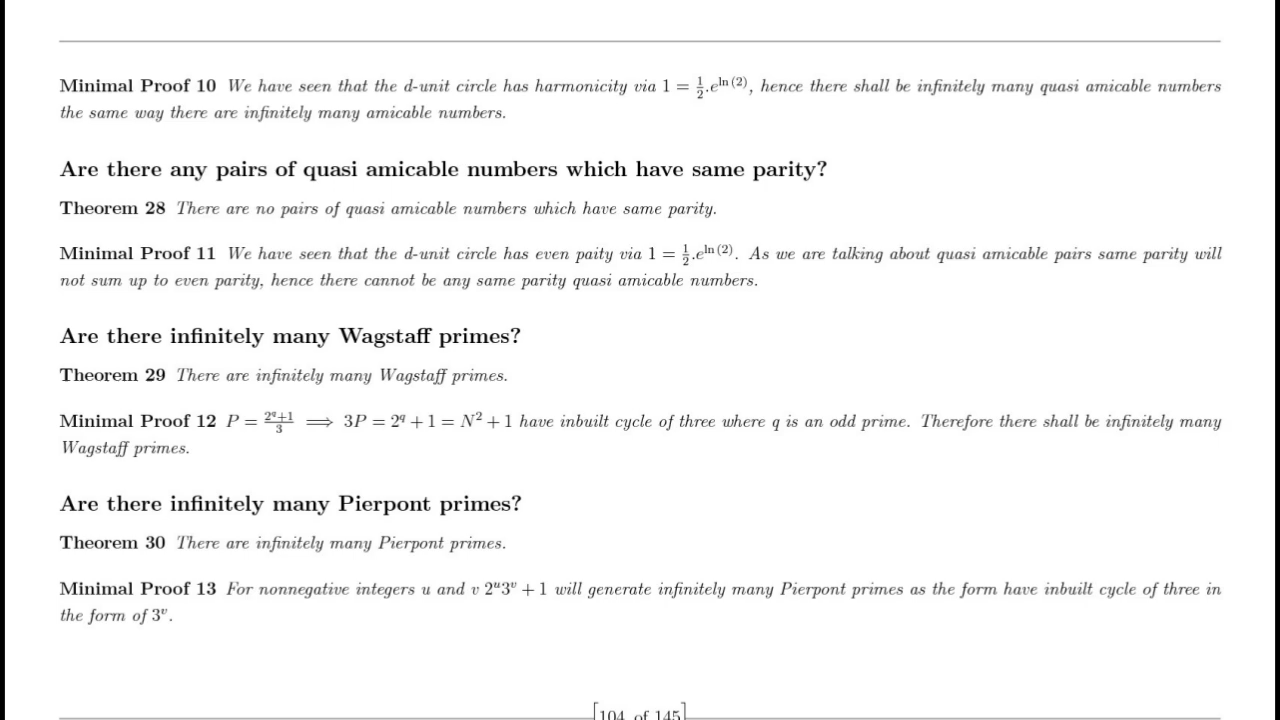 Minimal Proof 10 We have seen that the d-unit circle has harmonicity via 1 = 1/2.e^ln(2), hence there shall be infinitely many quasi amicable numbers
the same way there are infinitely many amicable numbers.
Are there any pairs of quasi amicable numbers which have same parity?
Theorem 28 There are no pairs of quasi amicable numbers which have same parity.
Minimal Proof 11 We have seen that the d-unit circle has even paity via 1 = 1/2.e^ln(2). As we are talking about quasi amicable pairs same parity will
not sum up to even parity, hence there cannot be any same parity quasi amicable numbers.
Are there infinitely many Wagstaff primes?
Theorem 29 There are infinitely many Wagstaff primes.
Minimal Proof 12 P = (2^q+1)/3 ⟹ 3P = 2^q + 1 = N² + 1 have inbuilt cycle of three where q is an odd prime. Therefore there shall be infinitely many
Wagstaff primes.
Are there infinitely many Pierpont primes?
Theorem 30 There are infinitely many Pierpont primes.
Minimal Proof 13 For nonnegative integers u and v 2^u3^v + 1 will generate infinitely many Pierpont primes as the form have inbuilt cycle of three in
the form of 3^v.
[104 of 145]